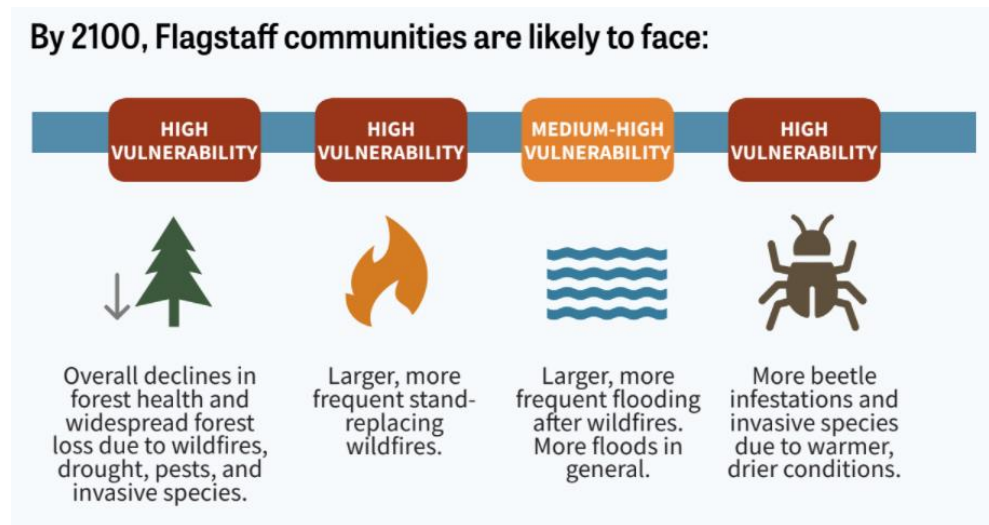 By 2100, Flagstaff communities are likely to face:
HIGH
VULNERABILITY
HIGH
VULNERABILITY
MEDIUM-HIGH
VULNERABILITY
HIGH
VULNERABILITY
Overall declines in
forest health and
widespread forest
loss due to wildfires,
drought, pests, and
invasive species.
Larger, more
frequent stand-
replacing
wildfires.
Larger, more
frequent flooding
after wildfires.
More floods in
general.
More beetle
infestations and
invasive species
due to warmer,
drier conditions.